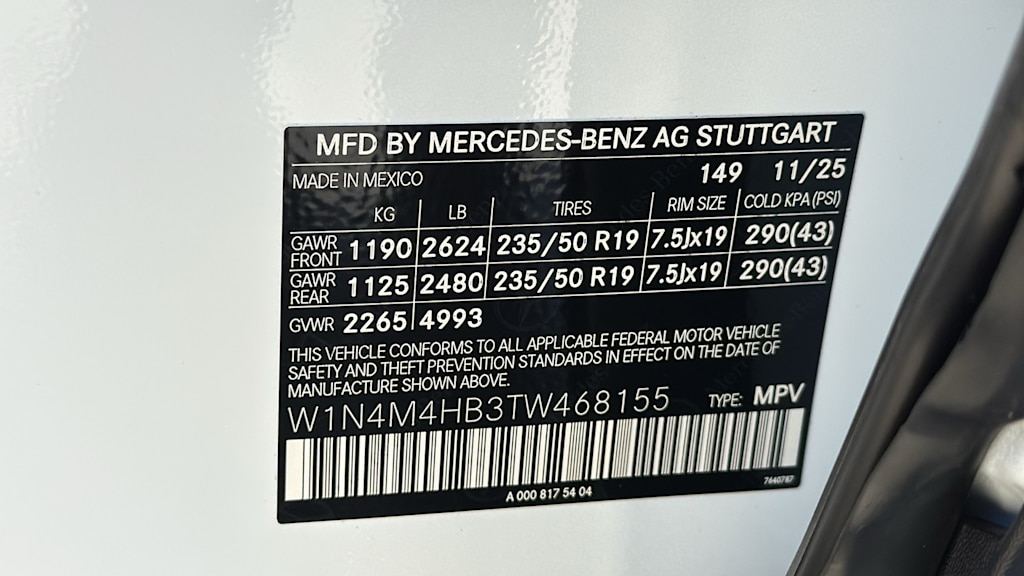 MFD BY MERCEDES-BENZ AG STUTTGART
MADE IN MEXICO 149 11/25
KG LB TIRES RIM SIZE COLD KPA (PSI)
GAWR FRONT 1190 2624 235/50 R19 7.5Jx19 290(43)
GAWR REAR 1125 2480 235/50 R19 7.5Jx19 290(43)
GVWR 2265 4993
THIS VEHICLE CONFORMS TO ALL APPLICABLE FEDERAL MOTOR VEHICLE
SAFETY AND THEFT PREVENTION STANDARDS IN EFFECT ON THE DATE OF
MANUFACTURE SHOWN ABOVE.
W1N4M4HB3TW468155 TYPE: MPV
A 000 817 54 04
7640787